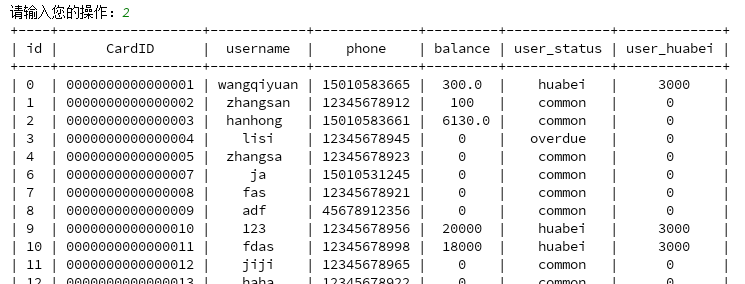 请输入您的操作：2
+----+------------------+------------+-------------+---------+-------------+-------------+
| id |      CardID      |  username  |    phone    | balance | user_status | user_huabei |
+----+------------------+------------+-------------+---------+-------------+-------------+
| 0  | 0000000000000001 | wangqiyuan | 15010583665 |  300.0  |    huabei   |     3000    |
| 1  | 0000000000000002 |  zhangsan  | 12345678912 |   100   |    common   |      0      |
| 2  | 0000000000000003 |  hanhong   | 15010583661 |  6130.0 |    common   |      0      |
| 3  | 0000000000000004 |    lisi    | 12345678945 |    0    |   overdue   |      0      |
| 4  | 0000000000000005 |  zhangsa   | 12345678923 |    0    |    common   |      0      |
| 6  | 0000000000000007 |     ja     | 15010531245 |    0    |    common   |      0      |
| 7  | 0000000000000008 |    fas     | 12345678921 |    0    |    common   |      0      |
| 8  | 0000000000000009 |    adf     | 45678912356 |    0    |    common   |      0      |
| 9  | 0000000000000010 |    123     | 12345678956 |  20000  |    huabei   |     3000    |
| 10 | 0000000000000011 |    fdas    | 12345678998 |  18000  |    huabei   |     3000    |
| 11 | 0000000000000012 |    jiji    | 12345678965 |    0    |    common   |      0      |
| 12 | 0000000000000013 |    haha    | 12345678922 |    0    |    common   |      0      |